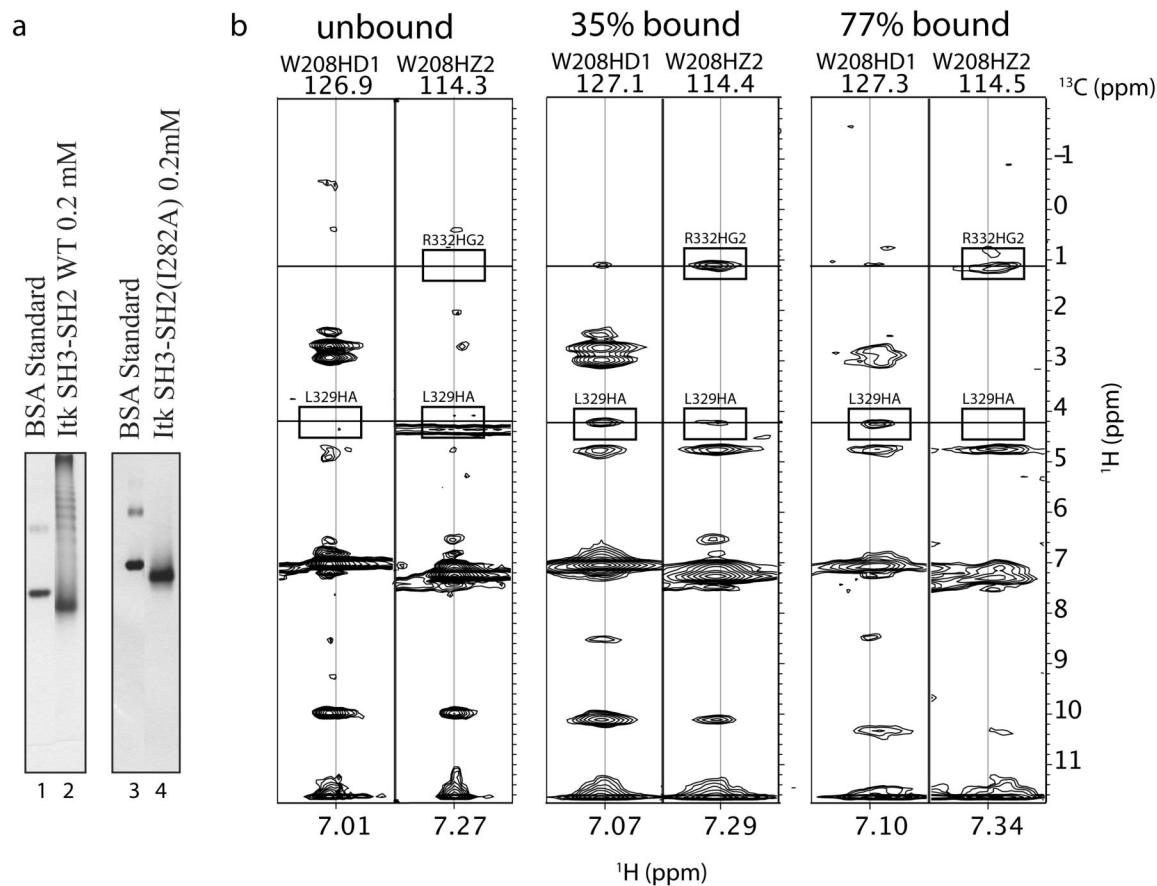 a
b
unbound
35% bound
77% bound
W208HD1
W208HZ2
W208HD1
W208HZ2
W208HD1
W208HZ2
126.9
114.3
127.1
114.4
127.3
114.5
¹³C (ppm)
BSA Standard
Itk SH3-SH2 WT 0.2 mM
BSA Standard
Itk SH3-SH2(I282A) 0.2mM
R332HG2
R332HG2
R332HG2
L329HA
L329HA
L329HA
L329HA
L329HA
L329HA
-1
0
1
2
3
4
5
6
7
8
9
10
11
¹H (ppm)
1
2
3
4
7.01
7.27
7.07
7.29
7.10
7.34
¹H (ppm)